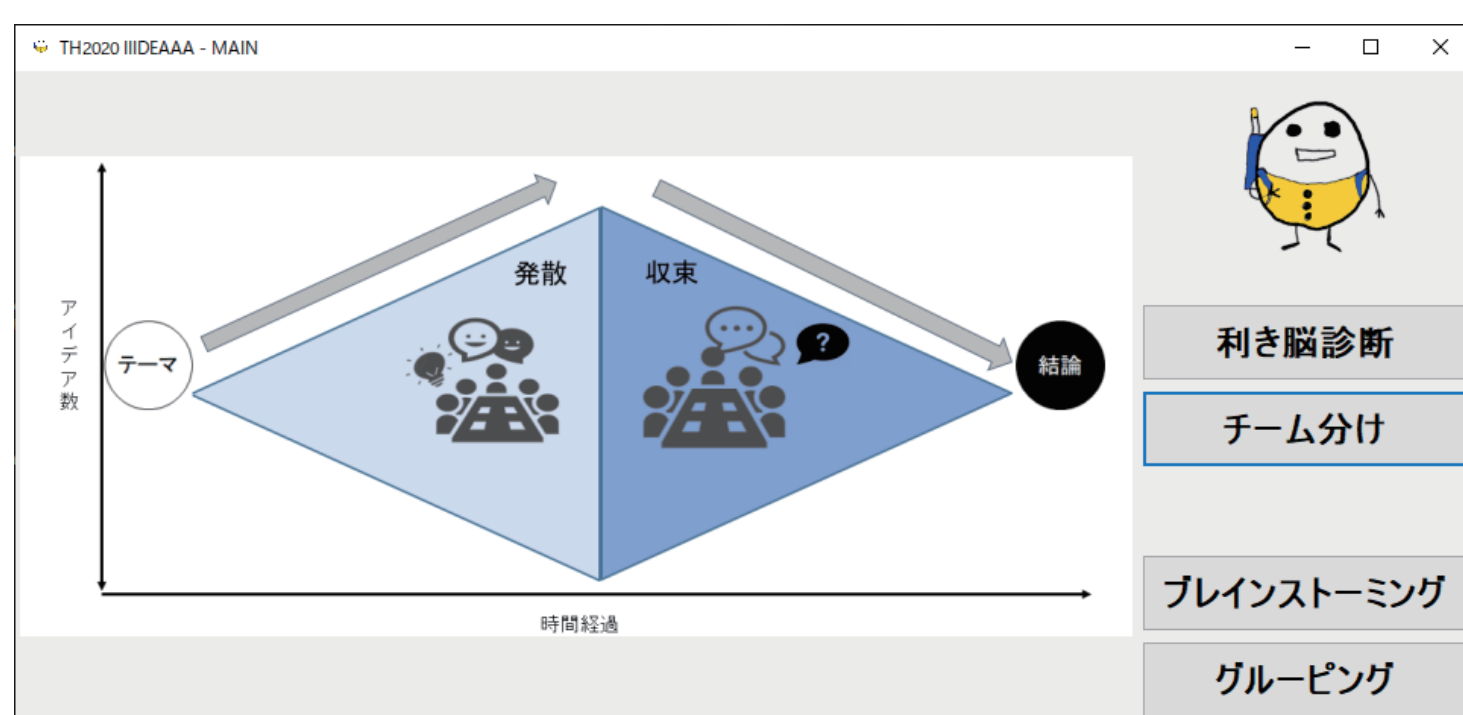 TH2020 IIIDEAAA - MAIN
アイデア数
テーマ
発散
収束
?
結論
時間経過
利き脳診断
チーム分け
ブレインストーミング
グルーピング